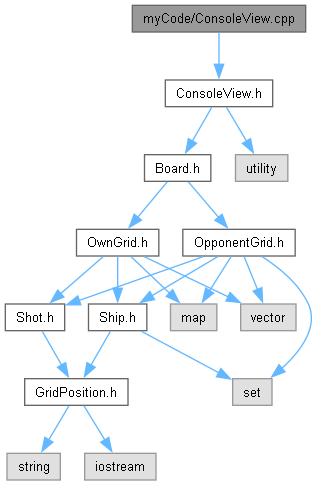 myCode/ConsoleView.cpp
ConsoleView.h
Board.h
utility
OwnGrid.h
OpponentGrid.h
Shot.h
Ship.h
map
vector
GridPosition.h
set
string
iostream